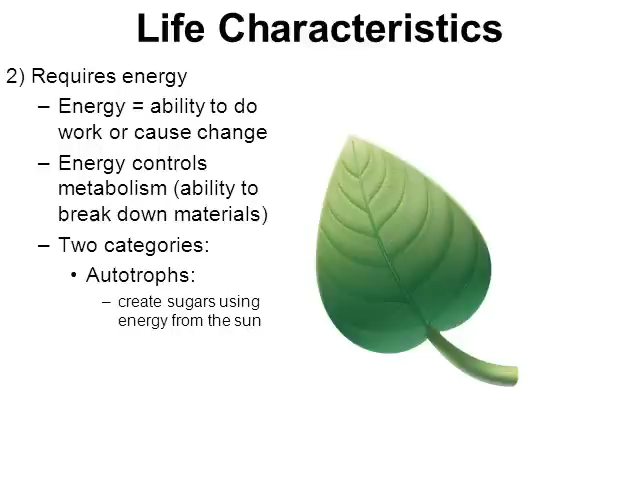 Life Characteristics
2) Requires energy
– Energy = ability to do
work or cause change
– Energy controls
metabolism (ability to
break down materials)
– Two categories:
• Autotrophs:
– create sugars using
energy from the sun